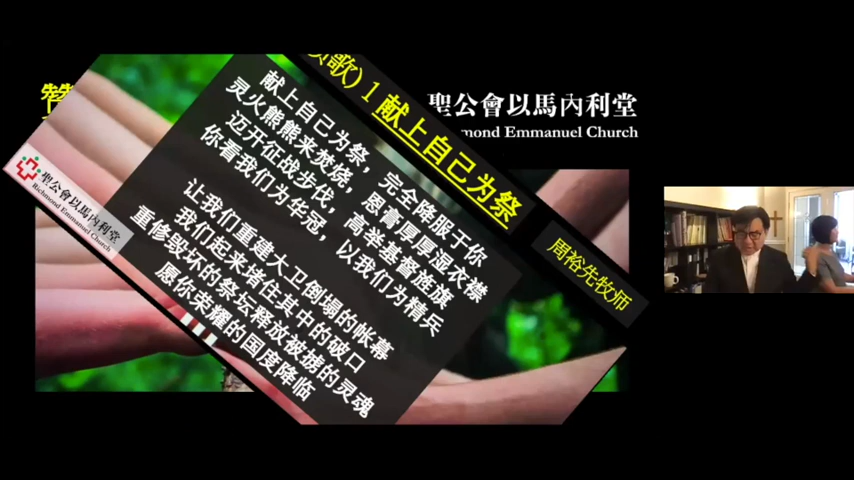 赞
聖公會以馬內利堂
mond Emmanuel Church
歌) 1 献上自己为祭
周裕先牧师
献上自己为祭，完全降服于你
灵火熊熊来焚烧，恩膏厚厚湿衣襟
迈开征战步伐，高举基督旌旗
你看我们为华冠，以我们为精兵
让我们重建大卫倒塌的帐幕
我们起来堵住其中的破口
重修毁坏的祭坛释放被掳的灵魂
愿你荣耀的国度降临
聖公會以馬內利堂
Richmond Emmanuel Church